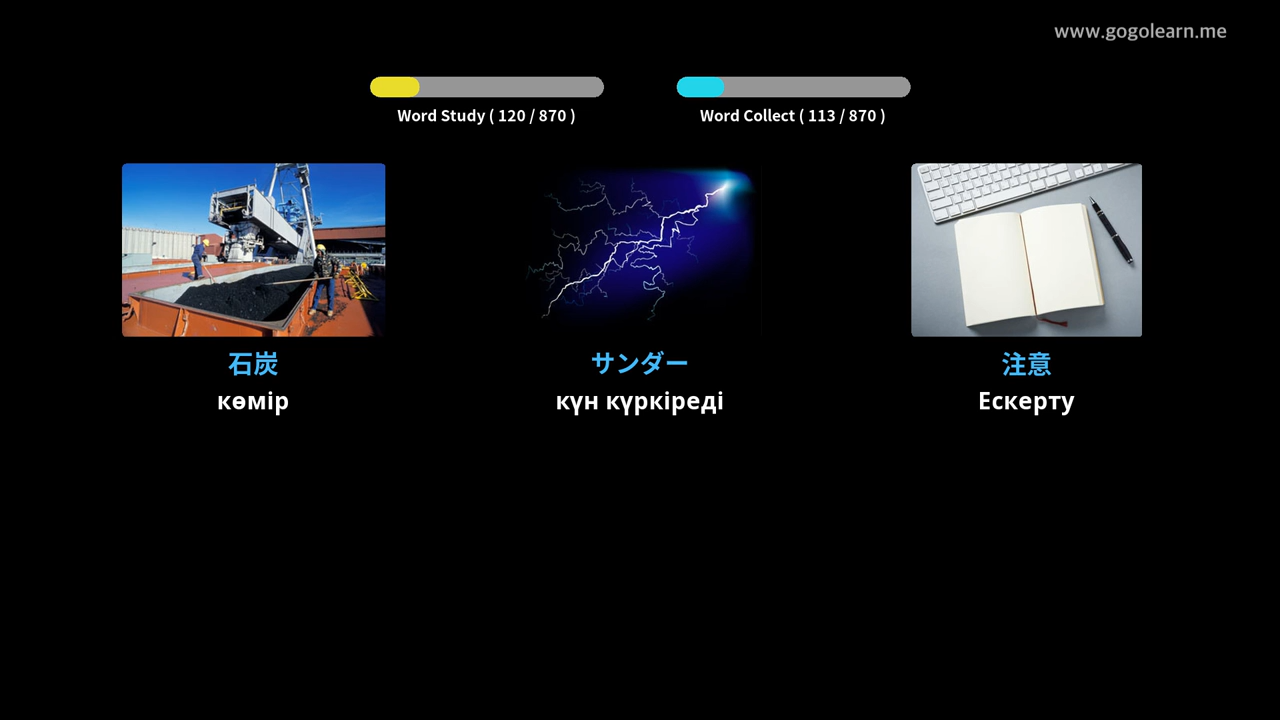 www.gogolearn.me
Word Study ( 120 / 870 )
Word Collect ( 113 / 870 )
石炭
サンダー
注意
көмір
күн күркіреді
Ескерту